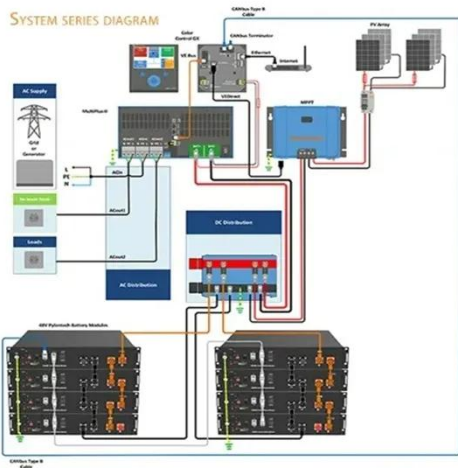 SYSTEM SERIES DIAGRAM
CANbus Type B
Cable
Color
Control GX
CANbus Terminator
VE Bus
Ethernet
Internet
PV Array
AC Supply
Grid
or
Generator
MultiPlus-II
VE.Direct
MPPT
L
PE
N
ACin
ACout1
Loads
ACout2
AC Distribution
DC Distribution
48V Pylontech Battery Modules
CANbus Type B
Cable